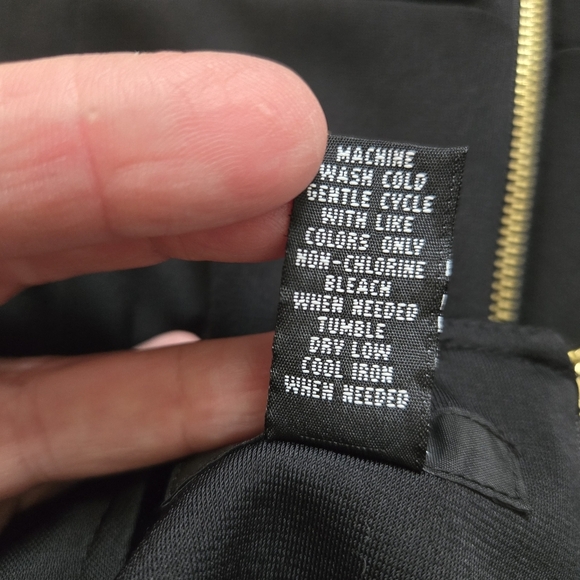 MACHINE
WASH COLD
GENTLE CYCLE
WITH LIKE
COLORS ONLY
NON-CHLORINE
BLEACH
WHEN NEEDED
TUMBLE
DRY LOW
COOL IRON
WHEN NEEDED